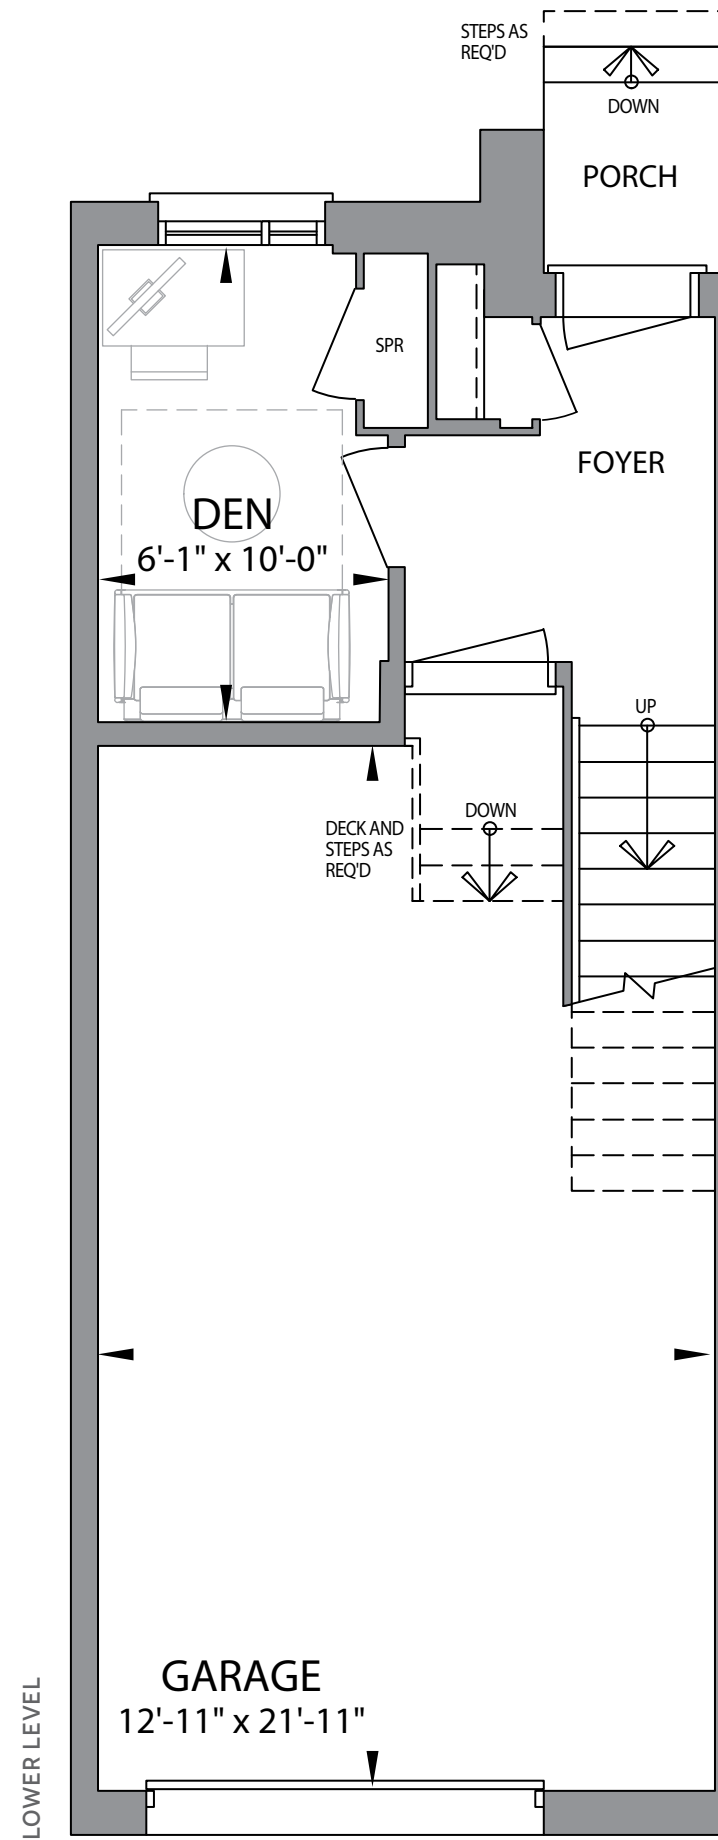 STEPS AS
REQ'D
DOWN
PORCH
SPR
FOYER
DEN
6'-1" x 10'-0"
UP
DOWN
DECK AND
STEPS AS
REQ'D
GARAGE
12'-11" x 21'-11"
LOWER LEVEL